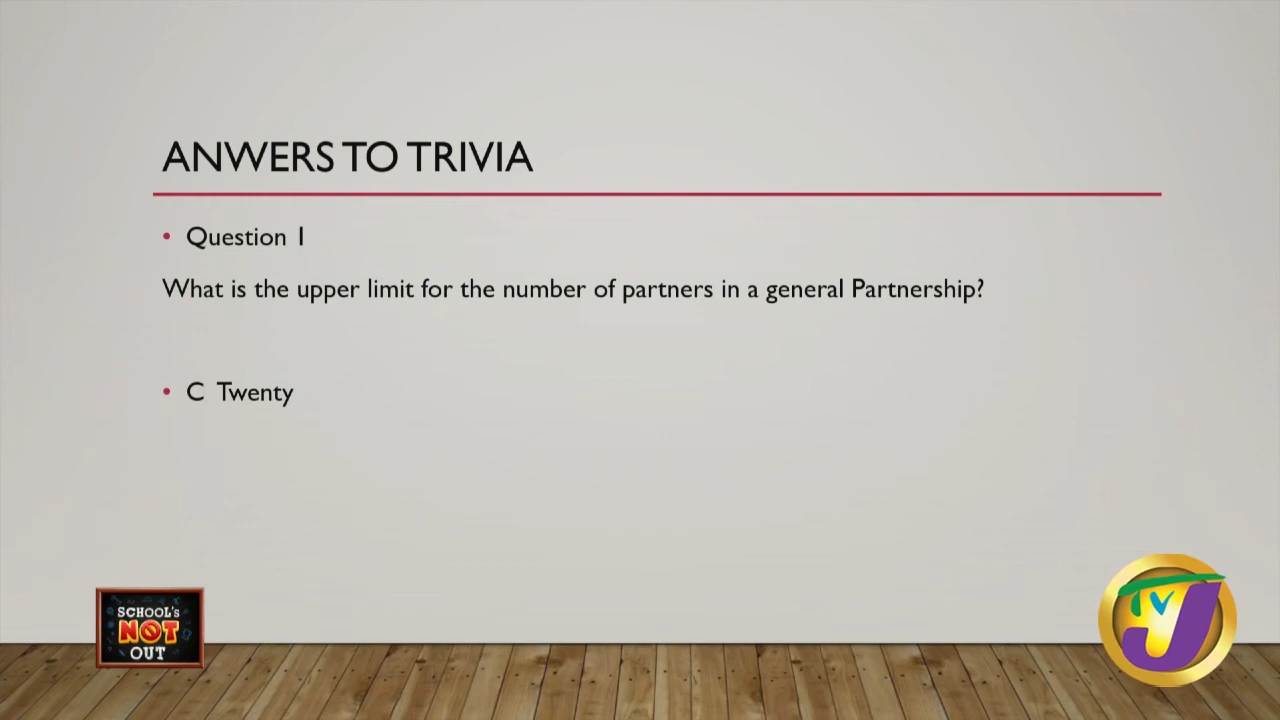 ANWERS TO TRIVIA
• Question 1
What is the upper limit for the number of partners in a general Partnership?
• C Twenty
SCHOOL's
NOT
OUT
TVJ